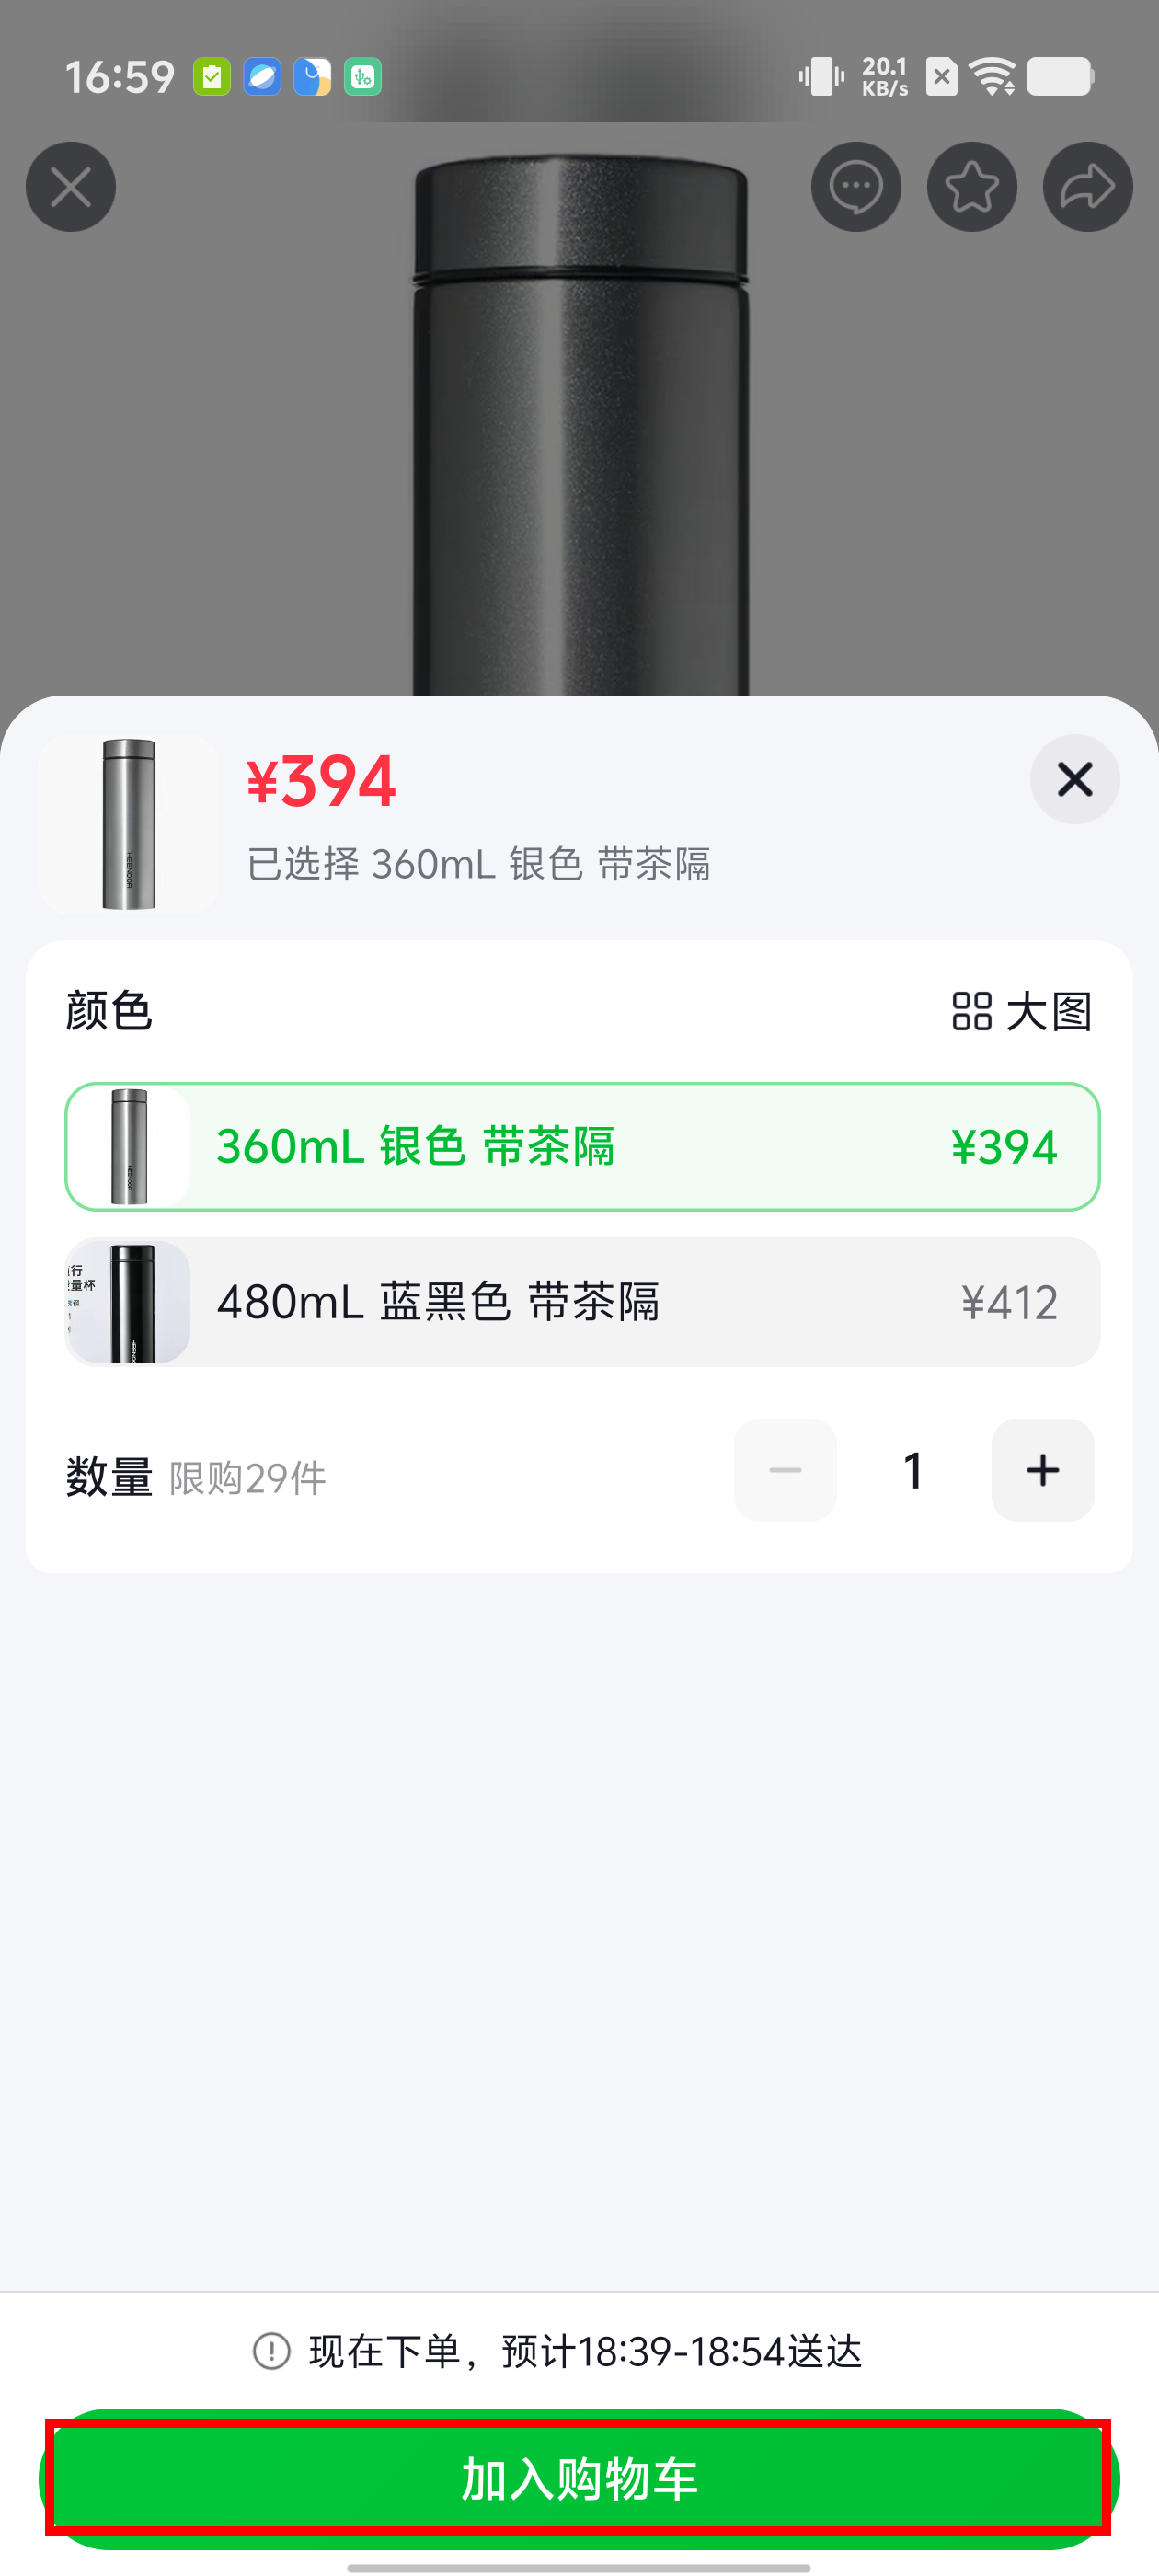 16:59
20.1
KB/s
¥394
已选择 360mL 银色 带茶隔
颜色
大图
360mL 银色 带茶隔
¥394
行
量杯
480mL 蓝黑色 带茶隔
¥412
数量 限购29件
1
现在下单，预计18:39-18:54送达
加入购物车